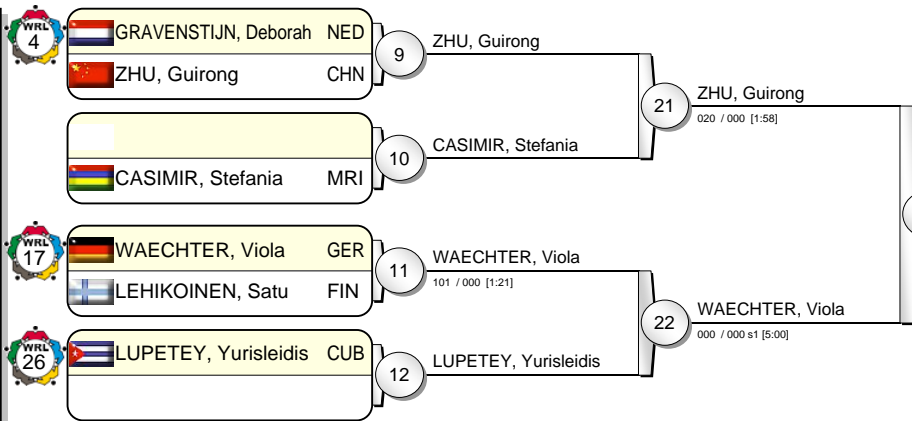 WRL
4
GRAVENSTIJN, Deborah NED
ZHU, Guirong CHN
9
ZHU, Guirong
21
ZHU, Guirong
020 / 000 [1:58]
CASIMIR, Stefania MRI
10
CASIMIR, Stefania
WRL
17
WAECHTER, Viola GER
LEHIKOINEN, Satu FIN
11
WAECHTER, Viola
101 / 000 [1:21]
22
WAECHTER, Viola
000 / 000 s1 [5:00]
WRL
26
LUPETEY, Yurisleidis CUB
12
LUPETEY, Yurisleidis